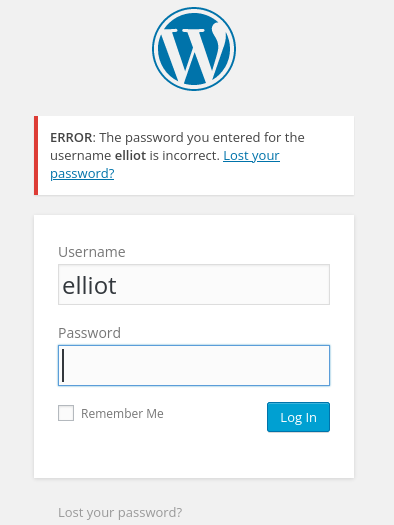 ERROR: The password you entered for the
username elliot is incorrect. Lost your
password?
Username
elliot
Password
Remember Me
Log In
Lost your password?